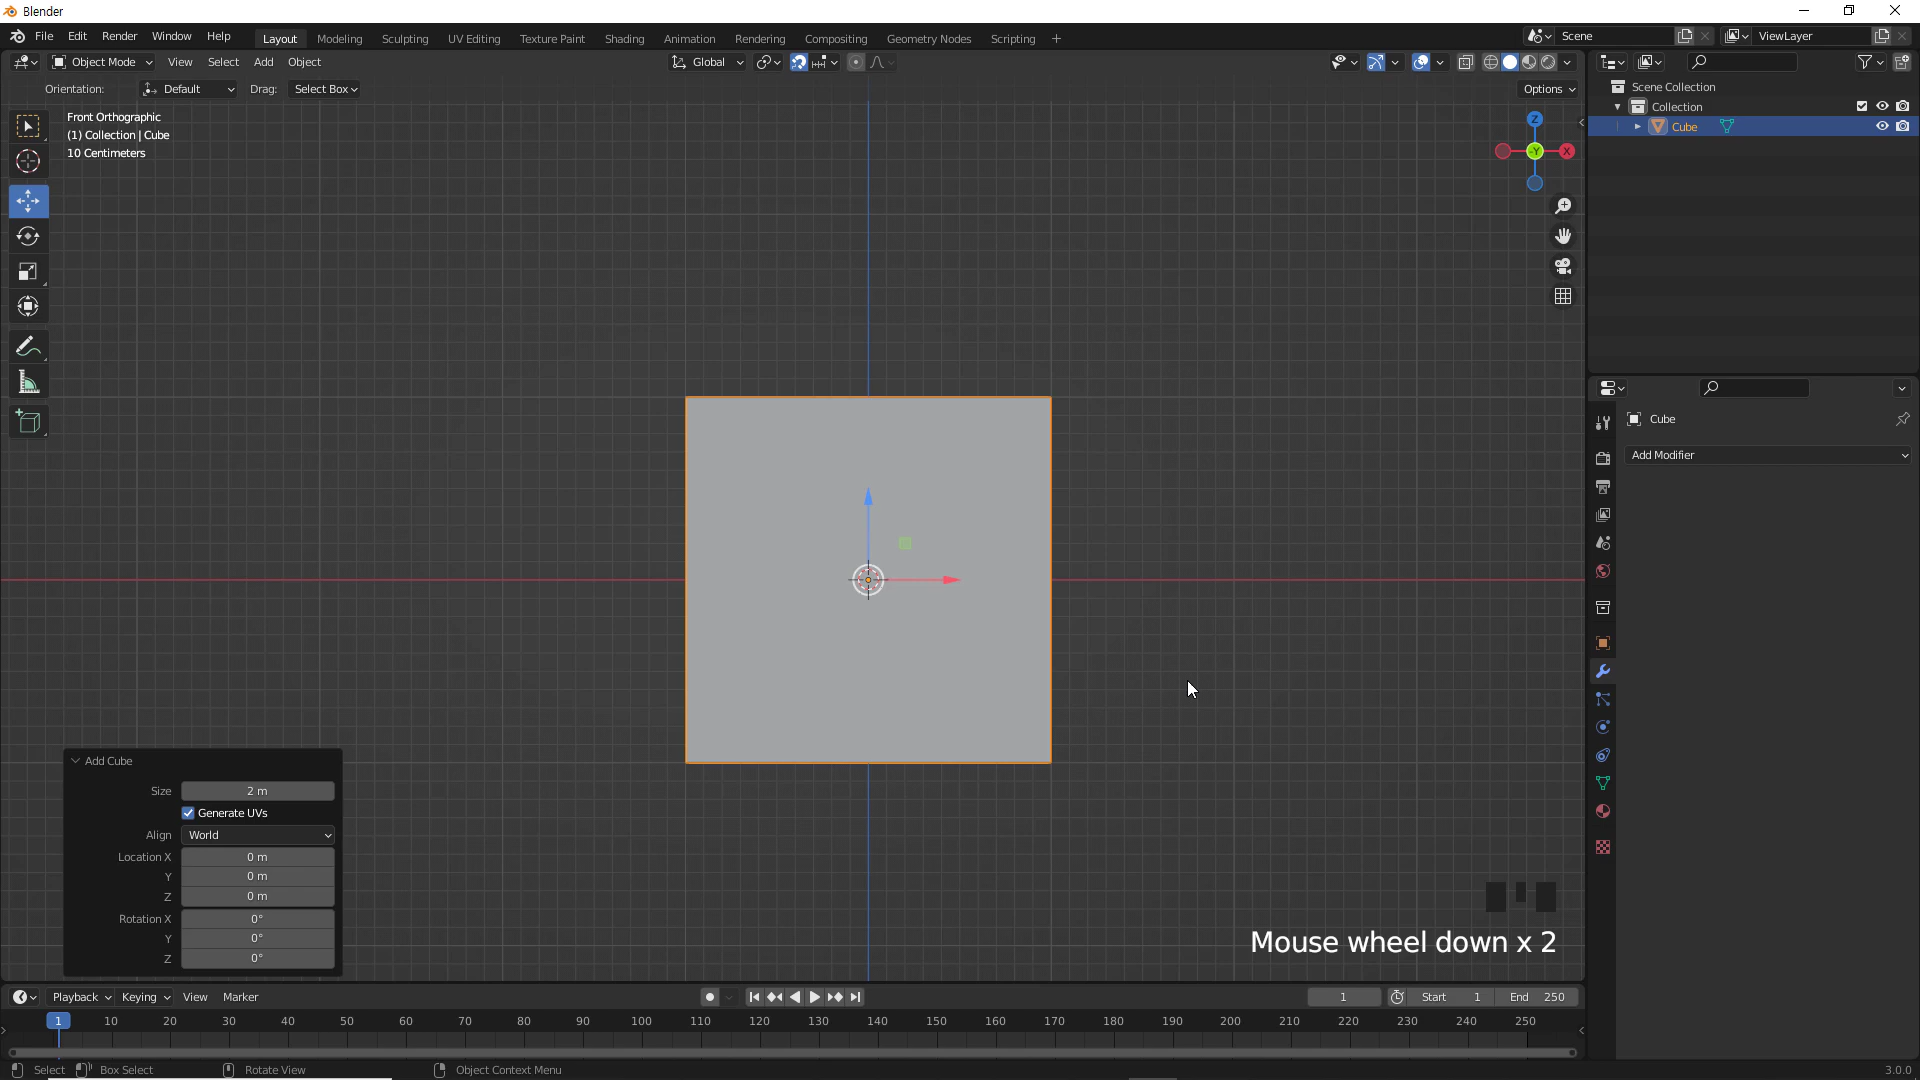 Blender
File Edit Render Window Help Layout Modeling Sculpting UV Editing Texture Paint Shading Animation Rendering Compositing Geometry Nodes Scripting + Scene ViewLayer
Object Mode View Select Add Object Global
Orientation: Default Drag: Select Box Options
Front Orthographic
(1) Collection | Cube
10 Centimeters
Z
-Y
X
Scene Collection
Collection
Cube
Cube
Add Modifier
Add Cube
Size 2 m
Generate UVs
Align World
Location X 0 m
Y 0 m
Z 0 m
Rotation X 0°
Y 0°
Z 0°
Mouse wheel down x 2
Playback Keying View Marker 1 Start 1 End 250
1 10 20 30 40 50 60 70 80 90 100 110 120 130 140 150 160 170 180 190 200 210 220 230 240 250
Select Box Select Rotate View Object Context Menu 3.0.0